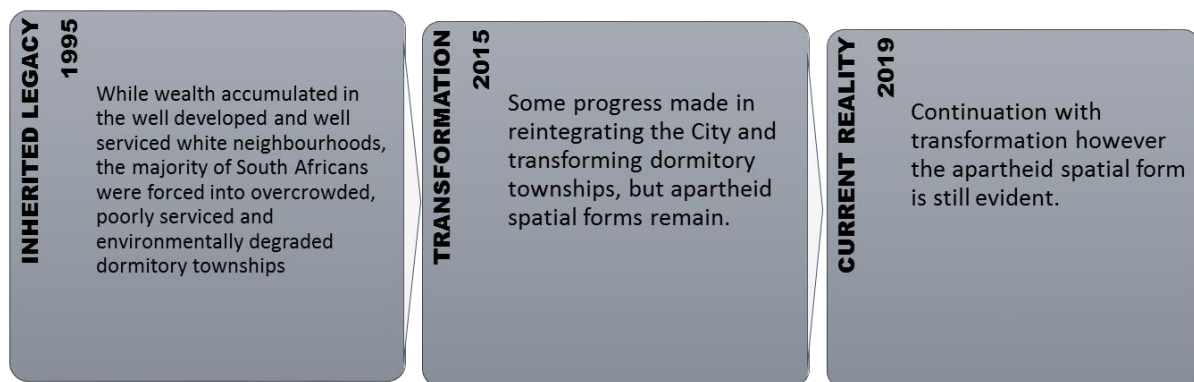 INHERITED LEGACY
1995
While wealth accumulated in
the well developed and well
serviced white neighbourhoods,
the majority of South Africans
were forced into overcrowded,
poorly serviced and
environmentally degraded
dormitory townships
TRANSFORMATION
2015
Some progress made in
reintegrating the City and
transforming dormitory
townships, but apartheid
spatial forms remain.
CURRENT REALITY
2019
Continuation with
transformation however
the apartheid spatial form
is still evident.